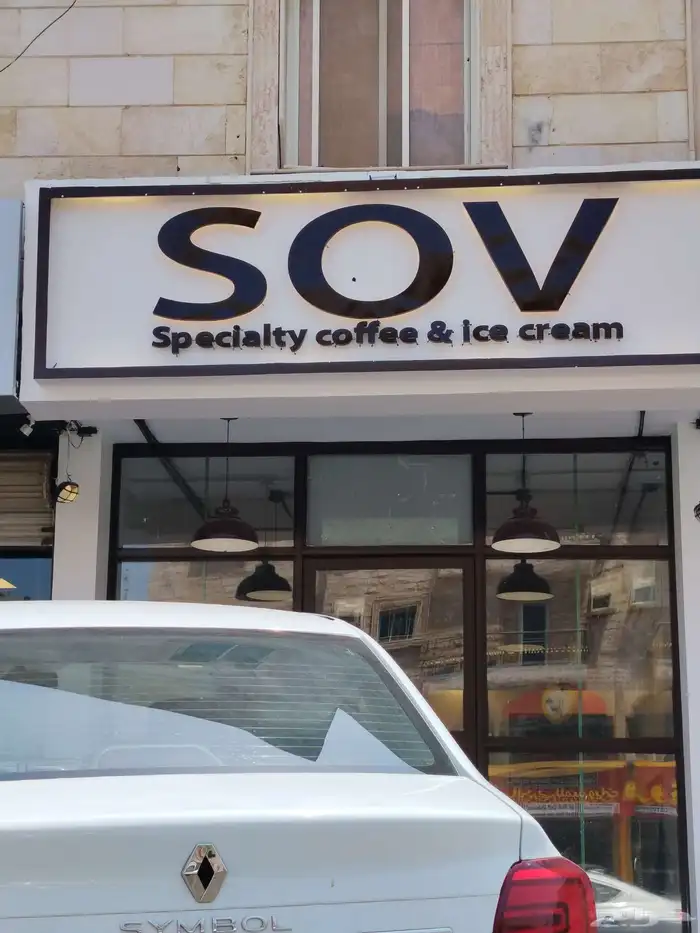 SOV
Specialty coffee & ice cream
SYMBOL